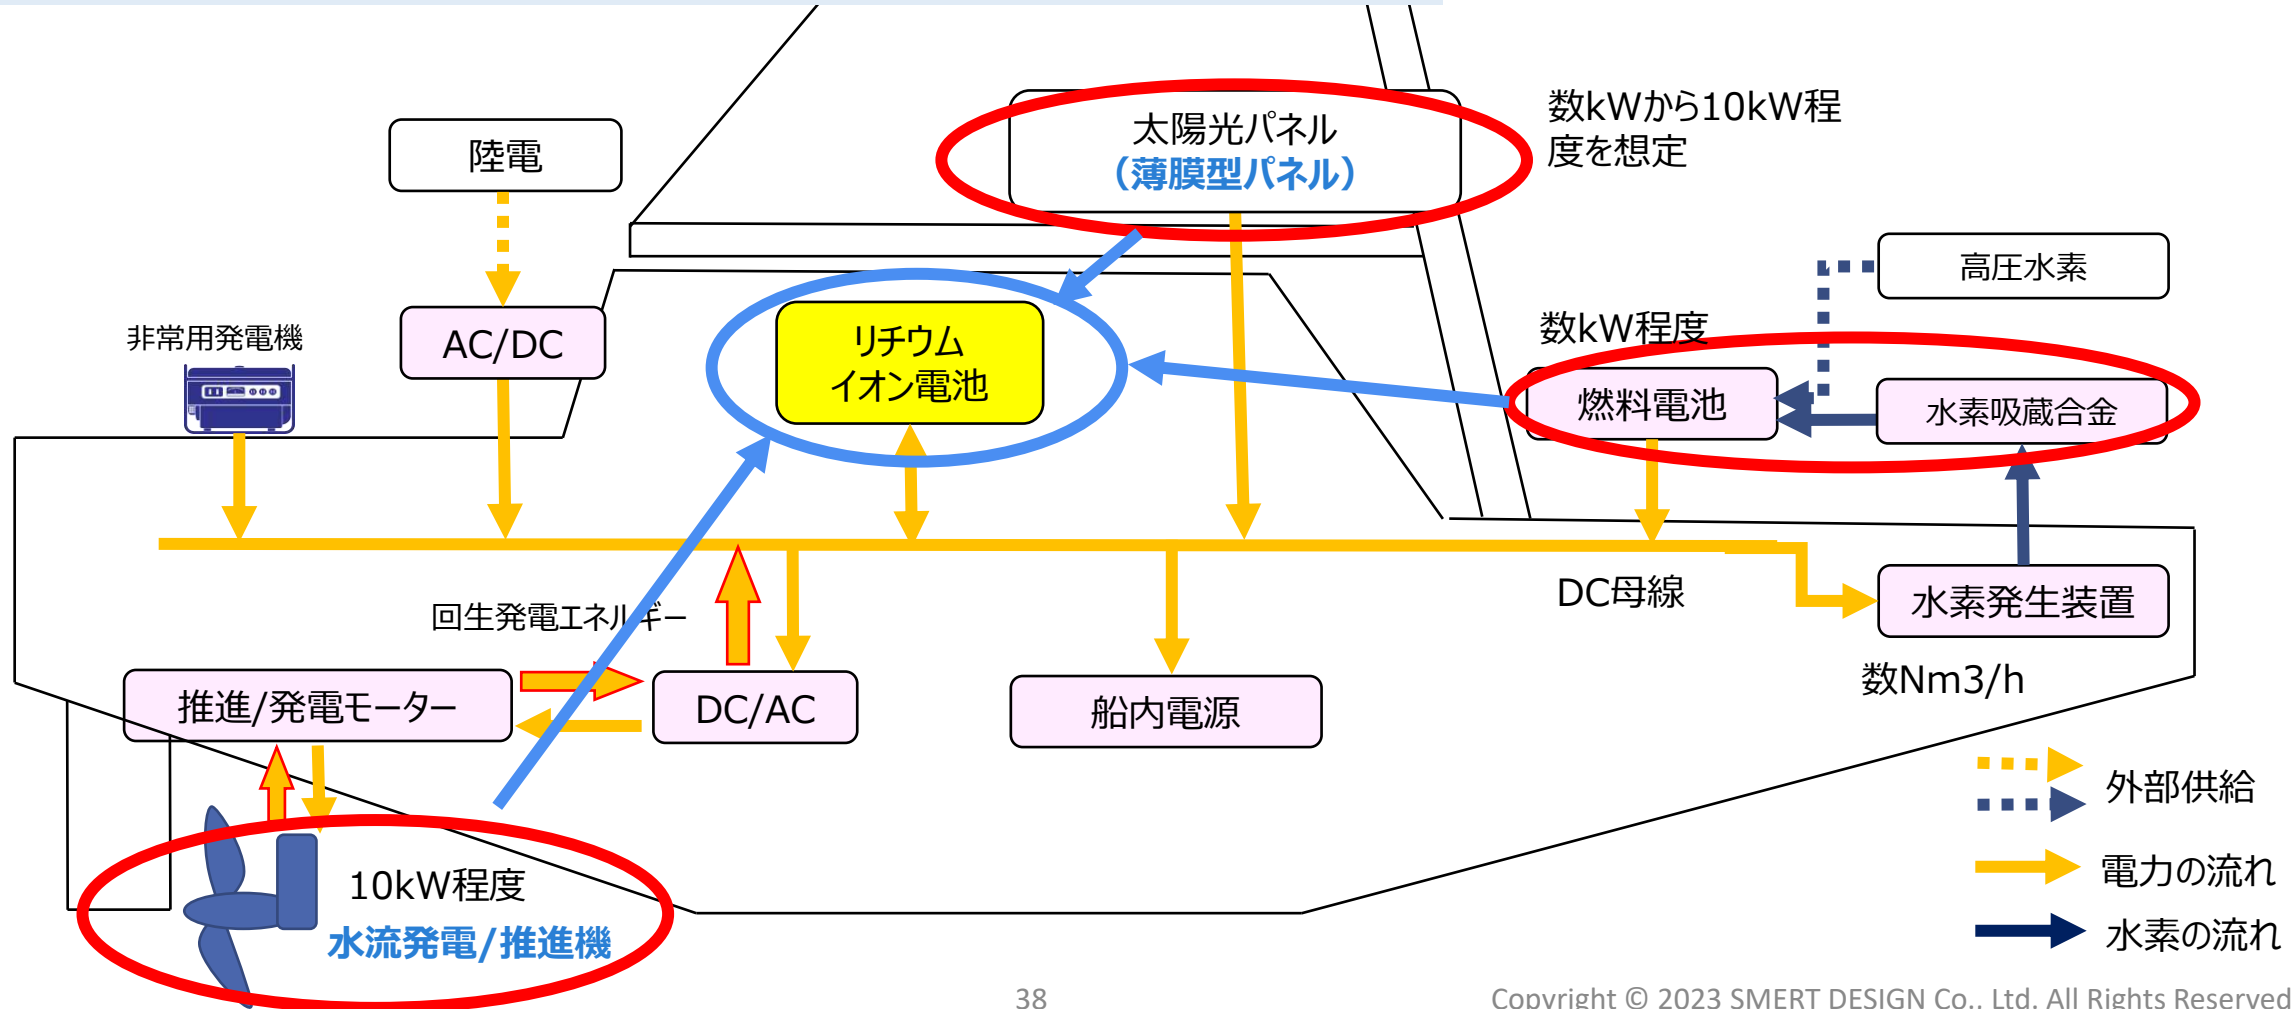 太陽光パネル
（薄膜型パネル）
数kWから10kW程
度を想定
陸電
高圧水素
非常用発電機
AC/DC
リチウム
イオン電池
数kW程度
燃料電池
水素吸蔵合金
DC母線
水素発生装置
回生発電エネルギー
数Nm3/h
推進/発電モーター
DC/AC
船内電源
外部供給
電力の流れ
水素の流れ
10kW程度
水流発電/推進機
38
Copyright © 2023 SMERT DESIGN Co., Ltd. All Rights Reserved